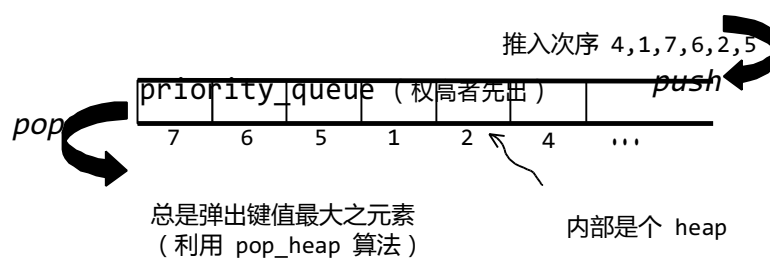 推入次序 4,1,7,6,2,5
push
priority_queue （权高者先出）
pop
7 6 5 1 2 4 ...
总是弹出键值最大之元素
（利用 pop_heap 算法）
内部是个 heap